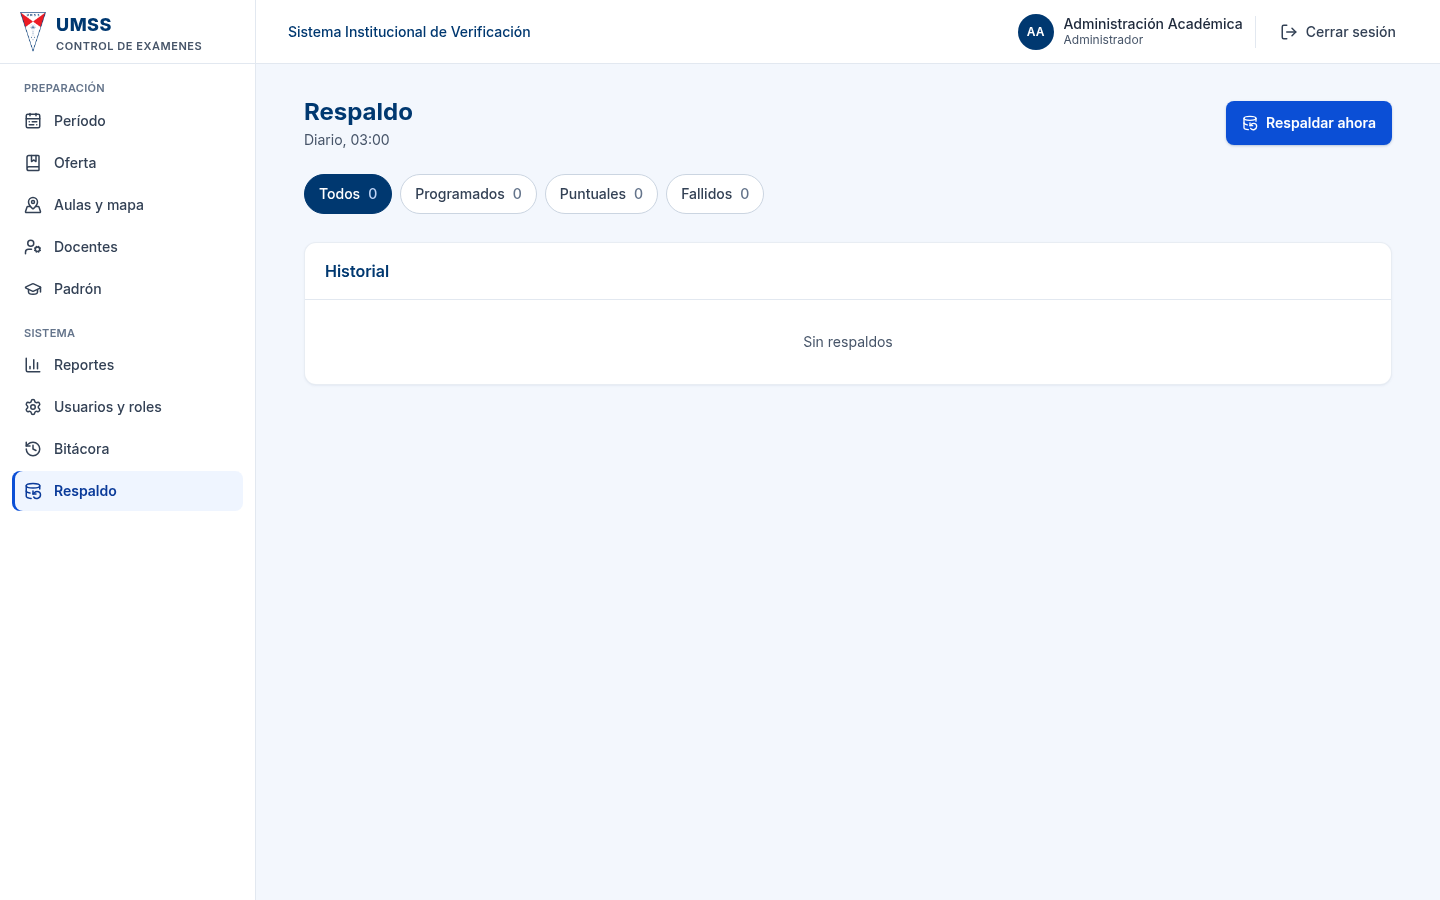 UMSS
CONTROL DE EXÁMENES
Sistema Institucional de Verificación
AA
Administración Académica
Administrador
Cerrar sesión
PREPARACIÓN
Período
Oferta
Aulas y mapa
Docentes
Padrón
SISTEMA
Reportes
Usuarios y roles
Bitácora
Respaldo
Respaldo
Diario, 03:00
Respaldar ahora
Todos 0
Programados 0
Puntuales 0
Fallidos 0
Historial
Sin respaldos